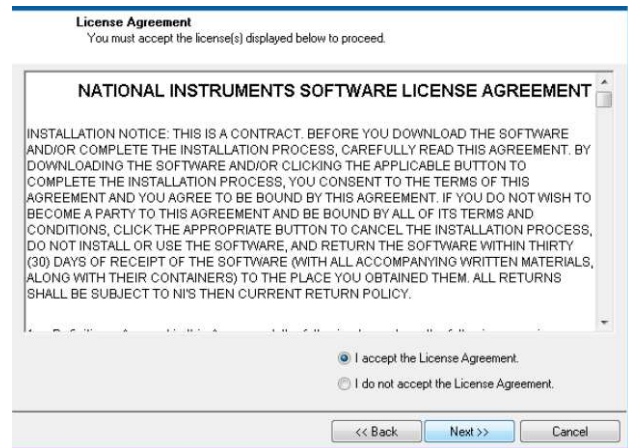 License Agreement
You must accept the license(s) displayed below to proceed.
NATIONAL INSTRUMENTS SOFTWARE LICENSE AGREEMENT
INSTALLATION NOTICE: THIS IS A CONTRACT. BEFORE YOU DOWNLOAD THE SOFTWARE
AND/OR COMPLETE THE INSTALLATION PROCESS, CAREFULLY READ THIS AGREEMENT. BY
DOWNLOADING THE SOFTWARE AND/OR CLICKING THE APPLICABLE BUTTON TO
COMPLETE THE INSTALLATION PROCESS, YOU CONSENT TO THE TERMS OF THIS
AGREEMENT AND YOU AGREE TO BE BOUND BY THIS AGREEMENT. IF YOU DO NOT WISH TO
BECOME A PARTY TO THIS AGREEMENT AND BE BOUND BY ALL OF ITS TERMS AND
CONDITIONS, CLICK THE APPROPRIATE BUTTON TO CANCEL THE INSTALLATION PROCESS,
DO NOT INSTALL OR USE THE SOFTWARE, AND RETURN THE SOFTWARE WITHIN THIRTY
(30) DAYS OF RECEIPT OF THE SOFTWARE (WITH ALL ACCOMPANYING WRITTEN MATERIALS,
ALONG WITH THEIR CONTAINERS) TO THE PLACE YOU OBTAINED THEM. ALL RETURNS
SHALL BE SUBJECT TO NI'S THEN CURRENT RETURN POLICY.
I accept the License Agreement.
I do not accept the License Agreement.
<< Back Next >> Cancel